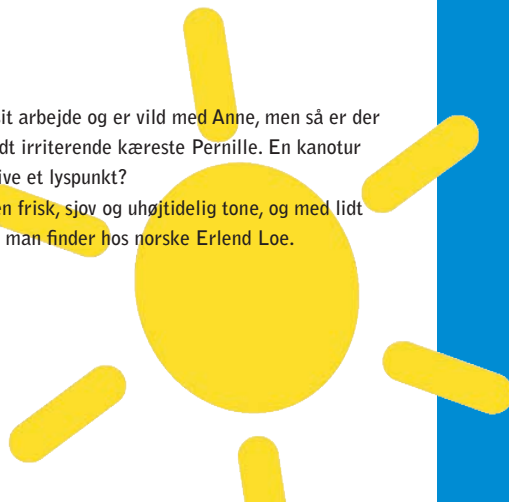 it arbejde og er vild med Anne, men så er der
dt irriterende kæreste Pernille. En kanotur
ive et lyspunkt?
en frisk, sjov og uhøjtidelig tone, og med lidt
man finder hos norske Erlend Loe.